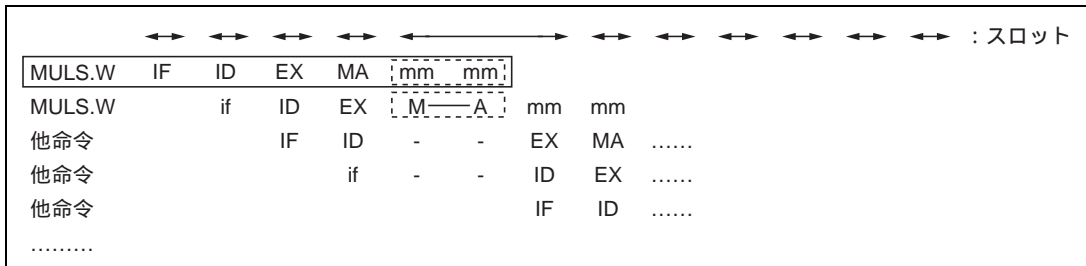 ：スロット
MULS.W IF ID EX MA mm mm
MULS.W if ID EX M A mm mm
他命令 IF ID - - EX MA ……
他命令 if - - ID EX ……
他命令 IF ID ……
………